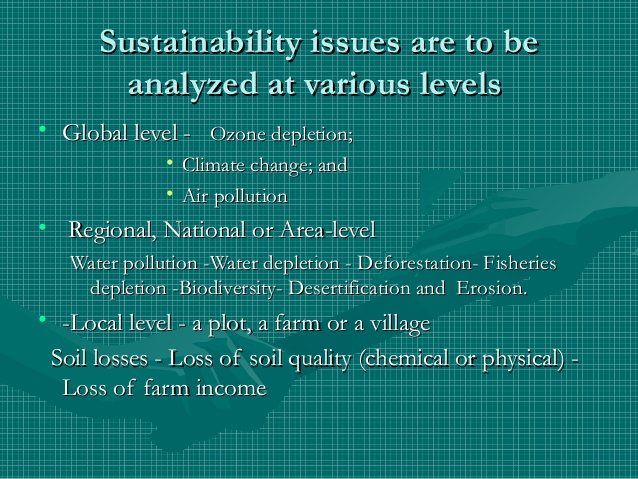 Sustainability issues are to be
analyzed at various levels
• Global level - Ozone depletion;
• Climate change; and
• Air pollution
• Regional, National or Area-level
Water pollution -Water depletion - Deforestation- Fisheries
depletion -Biodiversity- Desertification and Erosion.
• -Local level - a plot, a farm or a village
Soil losses - Loss of soil quality (chemical or physical) -
Loss of farm income